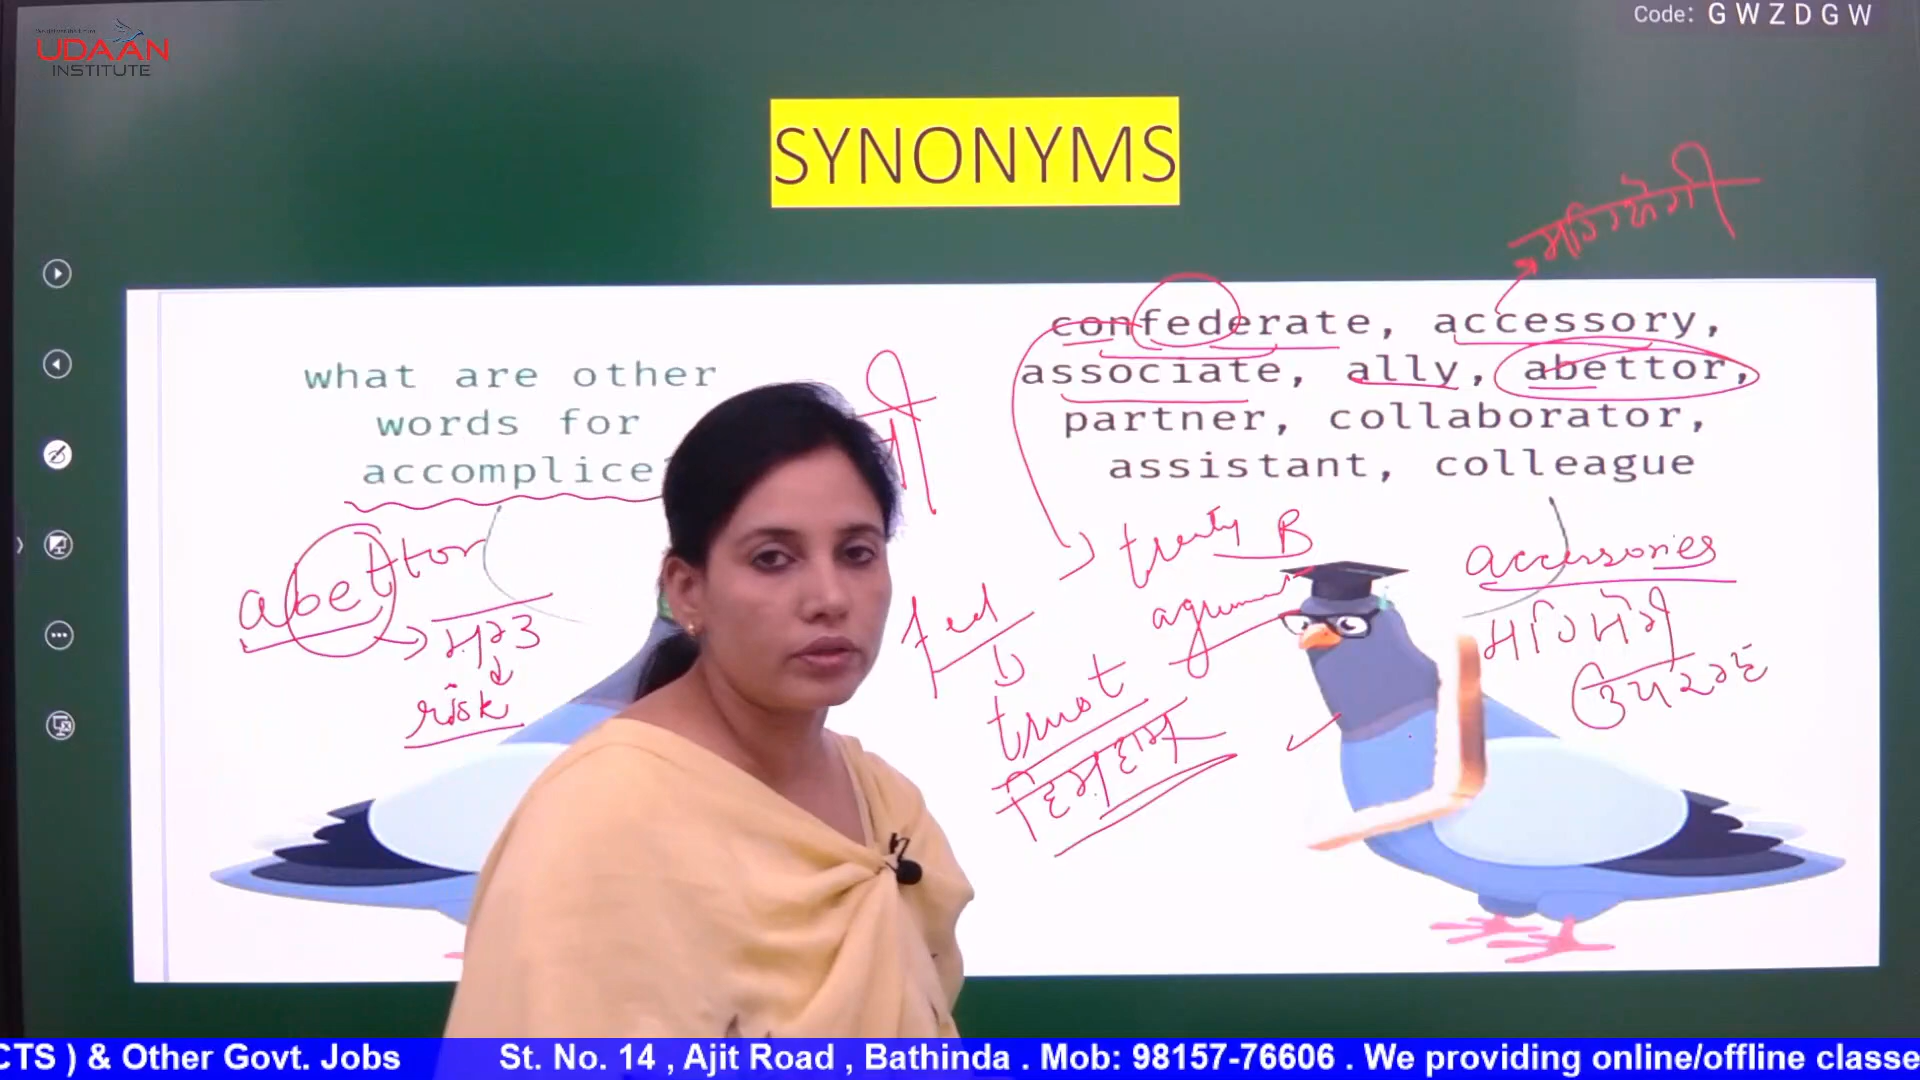 UDAAN
INSTITUTE
Code: GWZDGW
SYNONYMS
what are other
words for
accomplice
confederate, accessory,
associate, ally, abettor,
partner, collaborator,
assistant, colleague
abettor
risk
treaty B
trust
accessories
CTS ) & Other Govt. Jobs St. No. 14 , Ajit Road , Bathinda . Mob: 98157-76606 . We providing online/offline classe